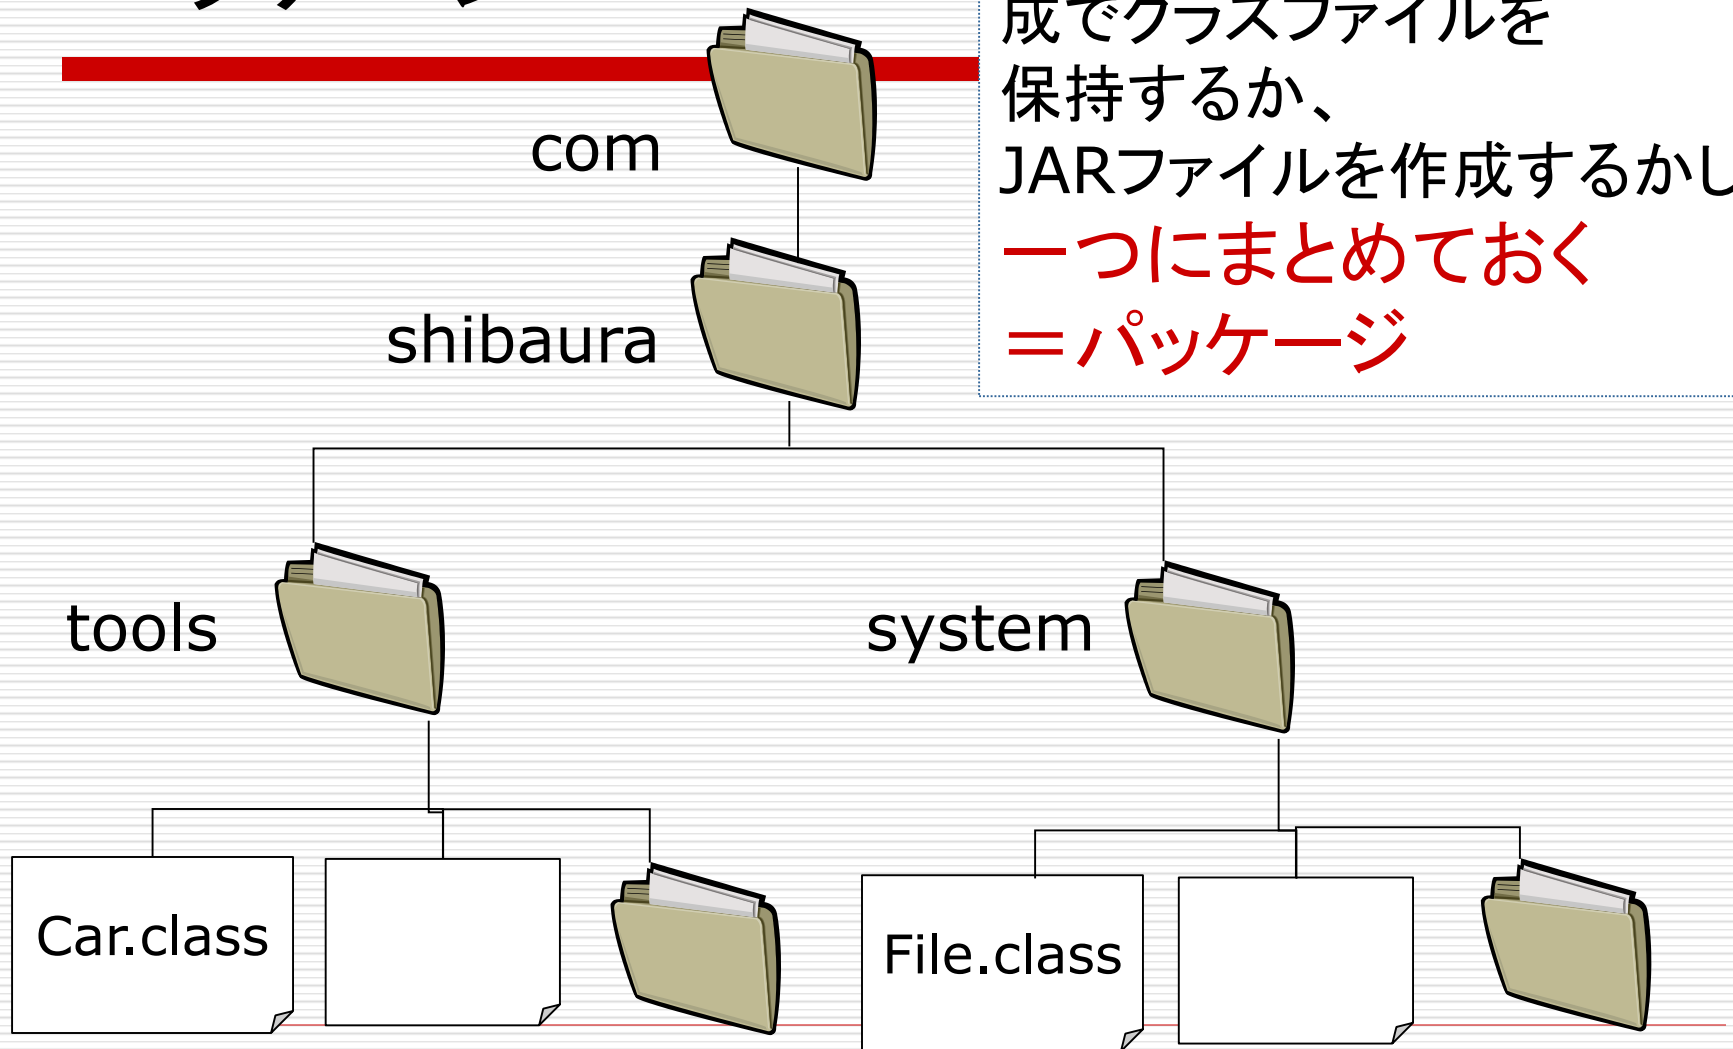 成でクラスファイルを
保持するか、
JARファイルを作成するかし
一つにまとめておく
＝パッケージ
com
shibaura
tools
system
Car.class
File.class